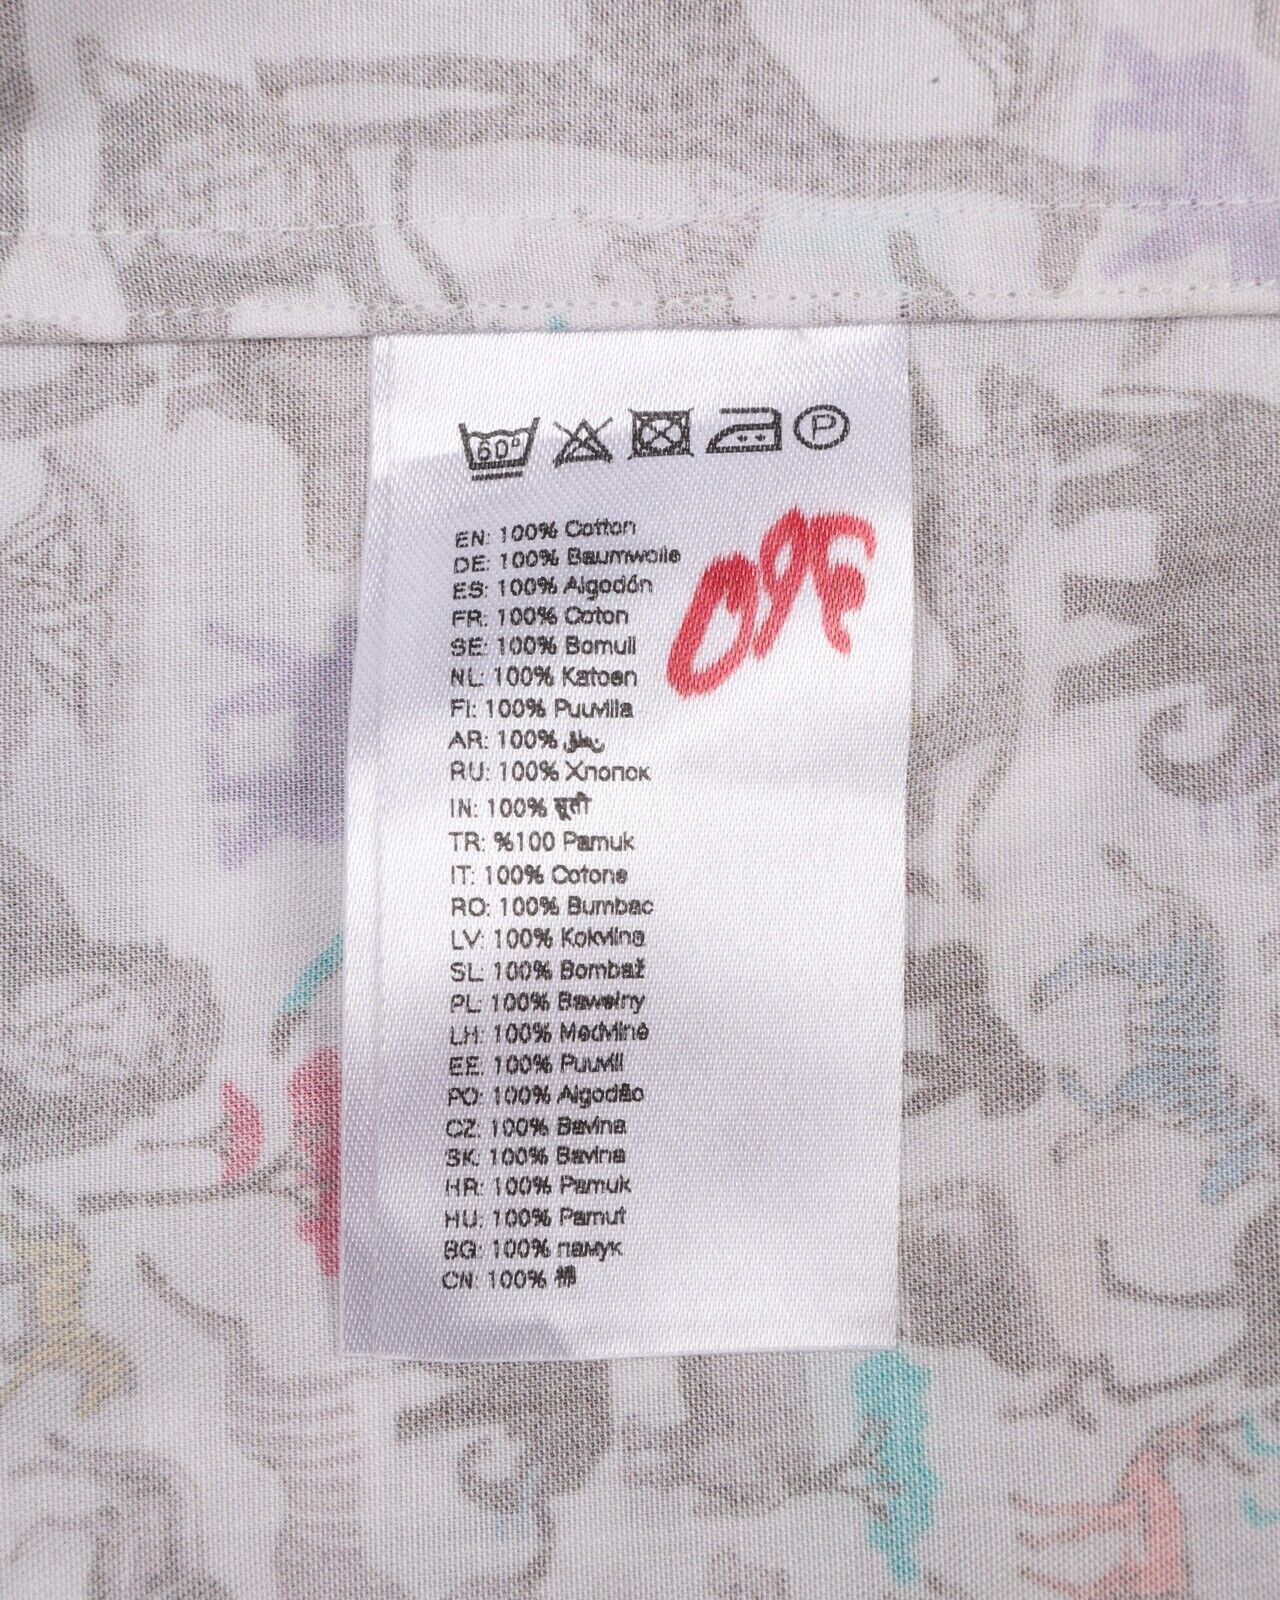 60°
P
EN: 100% Cotton
DE: 100% Baumwolle
ES: 100% Algodón
FR: 100% Coton
SE: 100% Bomull
NL: 100% Katoen
FI: 100% Puuvilla
AR: 100%
RU: 100% Хлопок
IN: 100% सूती
TR: %100 Pamuk
IT: 100% Cotone
RO: 100% Bumbac
LV: 100% Kokvilna
SL: 100% Bombaž
PL: 100% Bawełny
LH: 100% Medvilnė
EE: 100% Puuvill
PO: 100% Algodão
CZ: 100% Bavlna
SK: 100% Bavlna
HR: 100% Pamuk
HU: 100% Pamut
BG: 100% памук
CN: 100% 棉